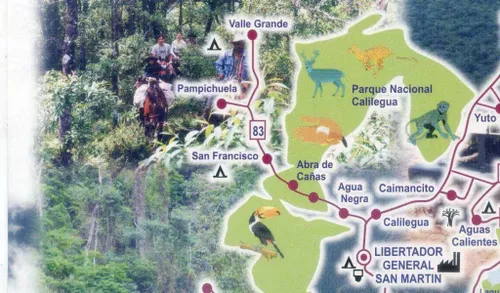 Valle Grande
Pampichuela
Parque Nacional
Calilegua
Yuto
83
San Francisco
Abra de
Cañas
Agua
Negra
Caimancito
Calilegua
Aguas
Calientes
LIBERTADOR
GENERAL
SAN MARTIN